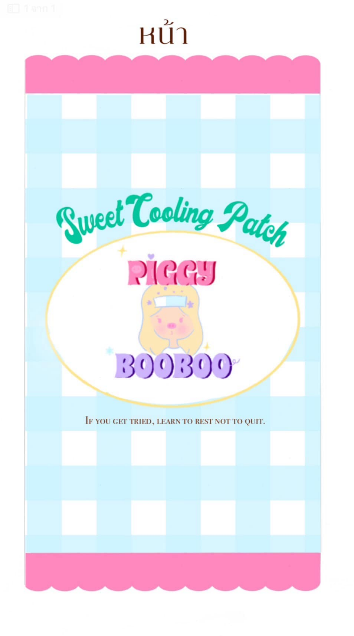 หน้า
Sweet Cooling Patch
PIGGY
BOOBOO
If you get tried, learn to rest not to quit.